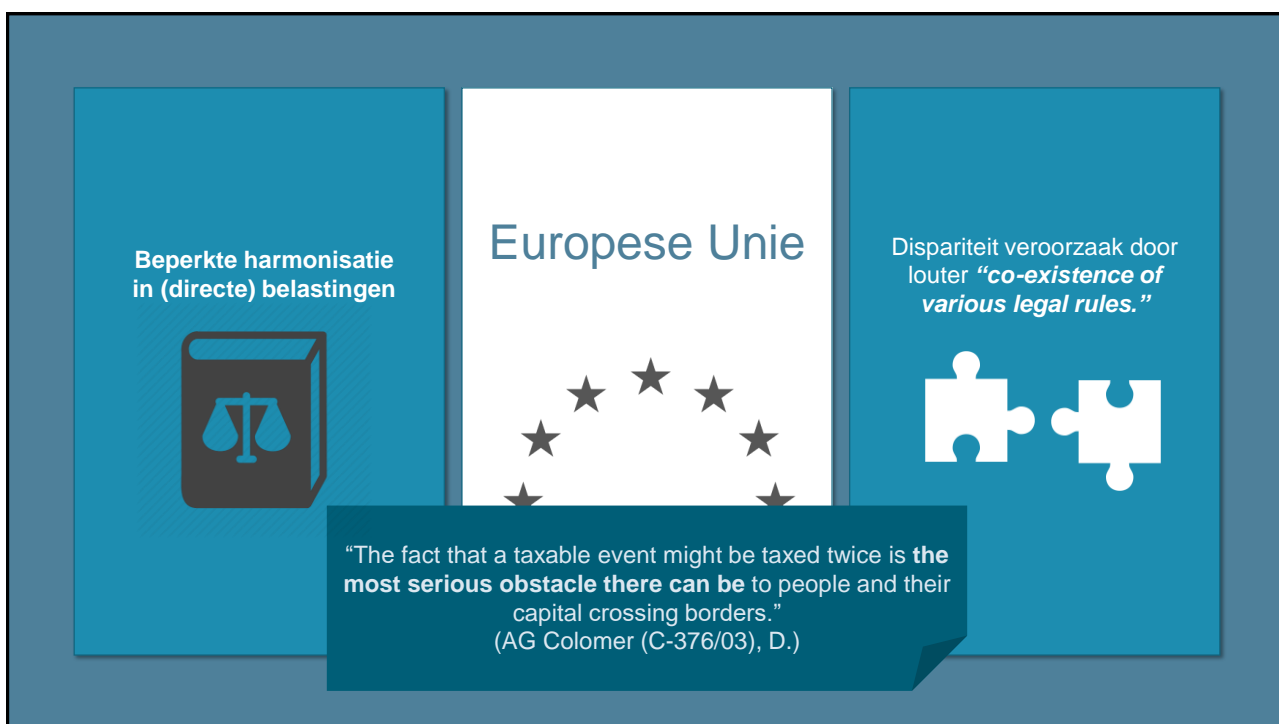 Beperkte harmonisatie
in (directe) belastingen
Europese Unie
Dispariteit veroorzaak door
louter “co-existence of
various legal rules.”
“The fact that a taxable event might be taxed twice is the
most serious obstacle there can be to people and their
capital crossing borders.”
(AG Colomer (C-376/03), D.)